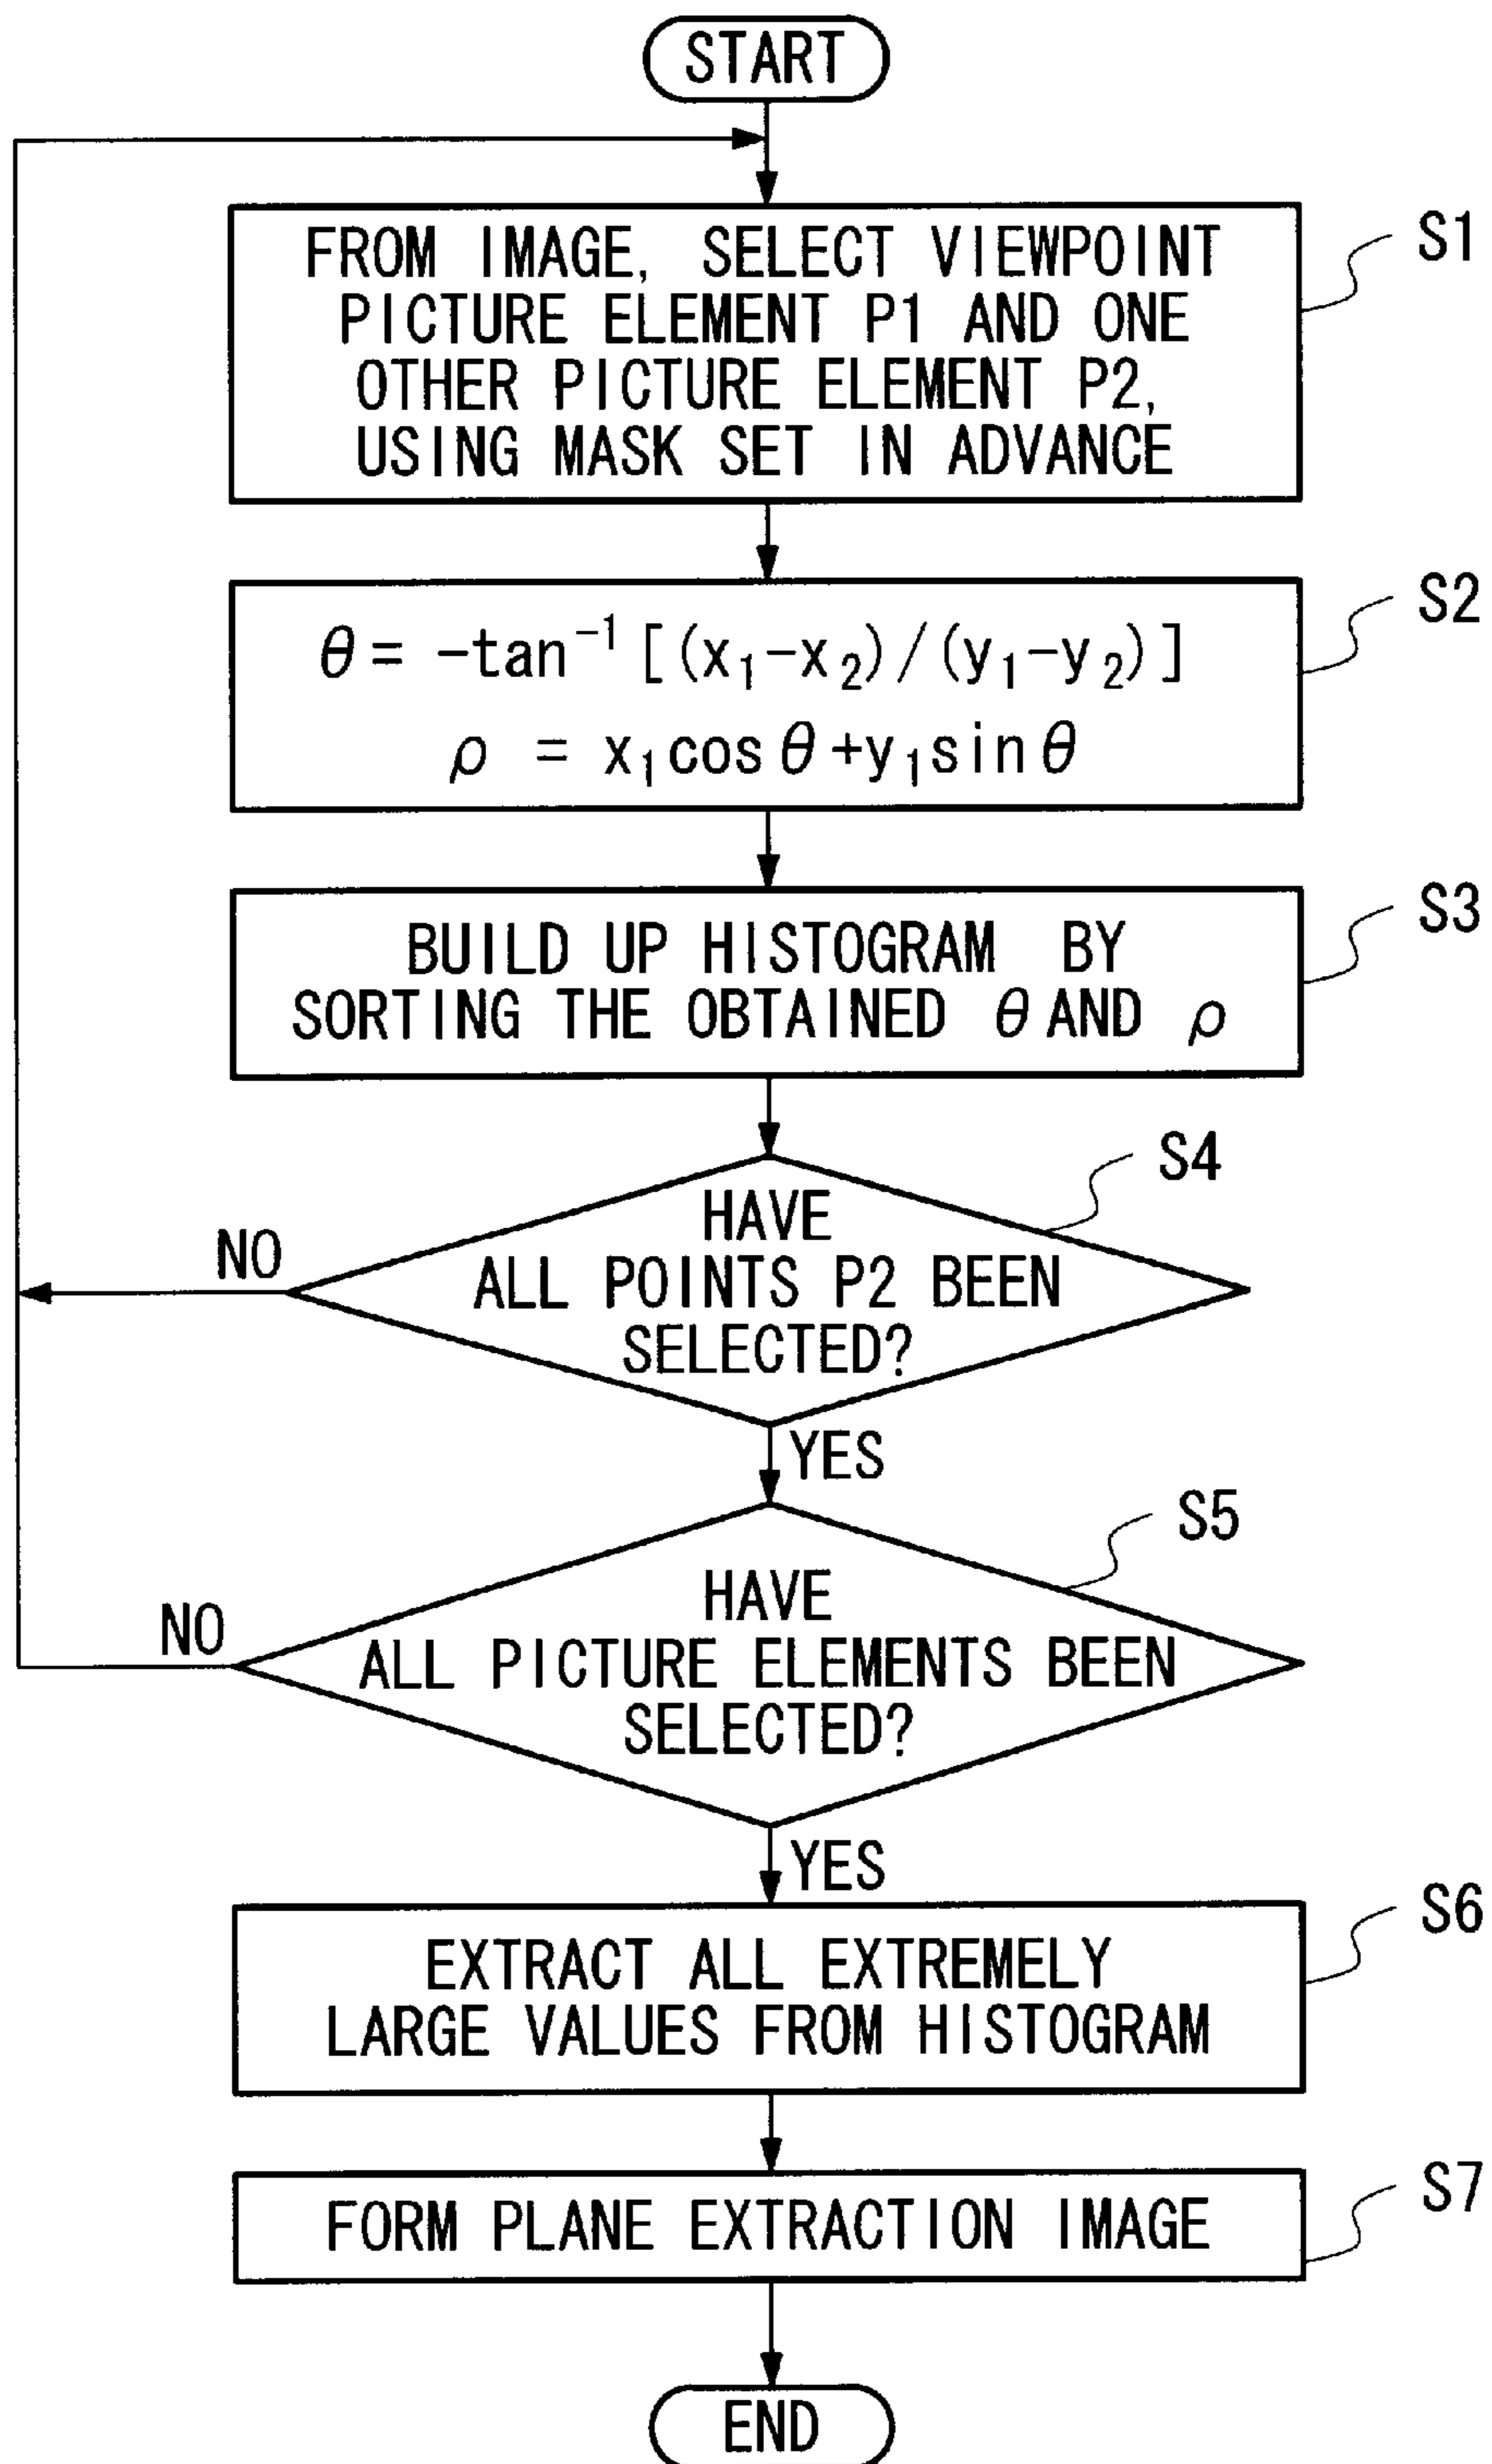 START
FROM IMAGE, SELECT VIEWPOINT
PICTURE ELEMENT P1 AND ONE
OTHER PICTURE ELEMENT P2,
USING MASK SET IN ADVANCE
S1
θ = -tan⁻¹ [(x₁-x₂)/(y₁-y₂)]
ρ = x₁cosθ+y₁sinθ
S2
BUILD UP HISTOGRAM BY
SORTING THE OBTAINED θ AND ρ
S3
HAVE
ALL POINTS P2 BEEN
SELECTED?
S4
NO
YES
HAVE
ALL PICTURE ELEMENTS BEEN
SELECTED?
S5
NO
YES
EXTRACT ALL EXTREMELY
LARGE VALUES FROM HISTOGRAM
S6
FORM PLANE EXTRACTION IMAGE
S7
END